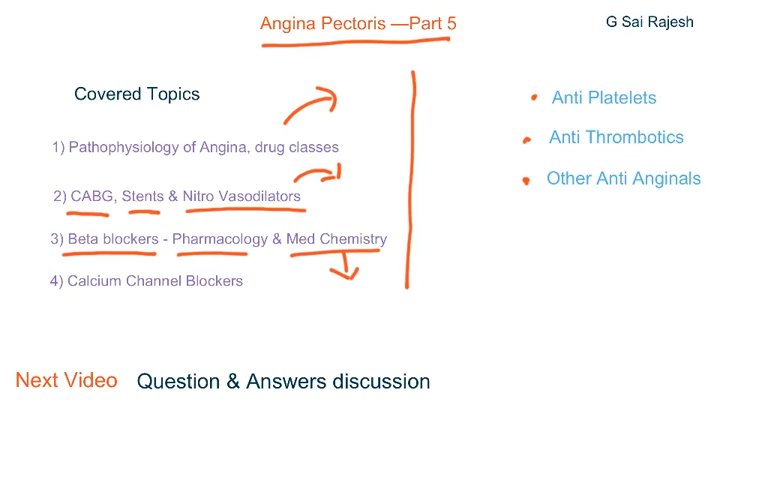 Angina Pectoris —Part 5
G Sai Rajesh
Covered Topics
1) Pathophysiology of Angina, drug classes
2) CABG, Stents & Nitro Vasodilators
3) Beta blockers - Pharmacology & Med Chemistry
4) Calcium Channel Blockers
Anti Platelets
Anti Thrombotics
Other Anti Anginals
Next Video Question & Answers discussion